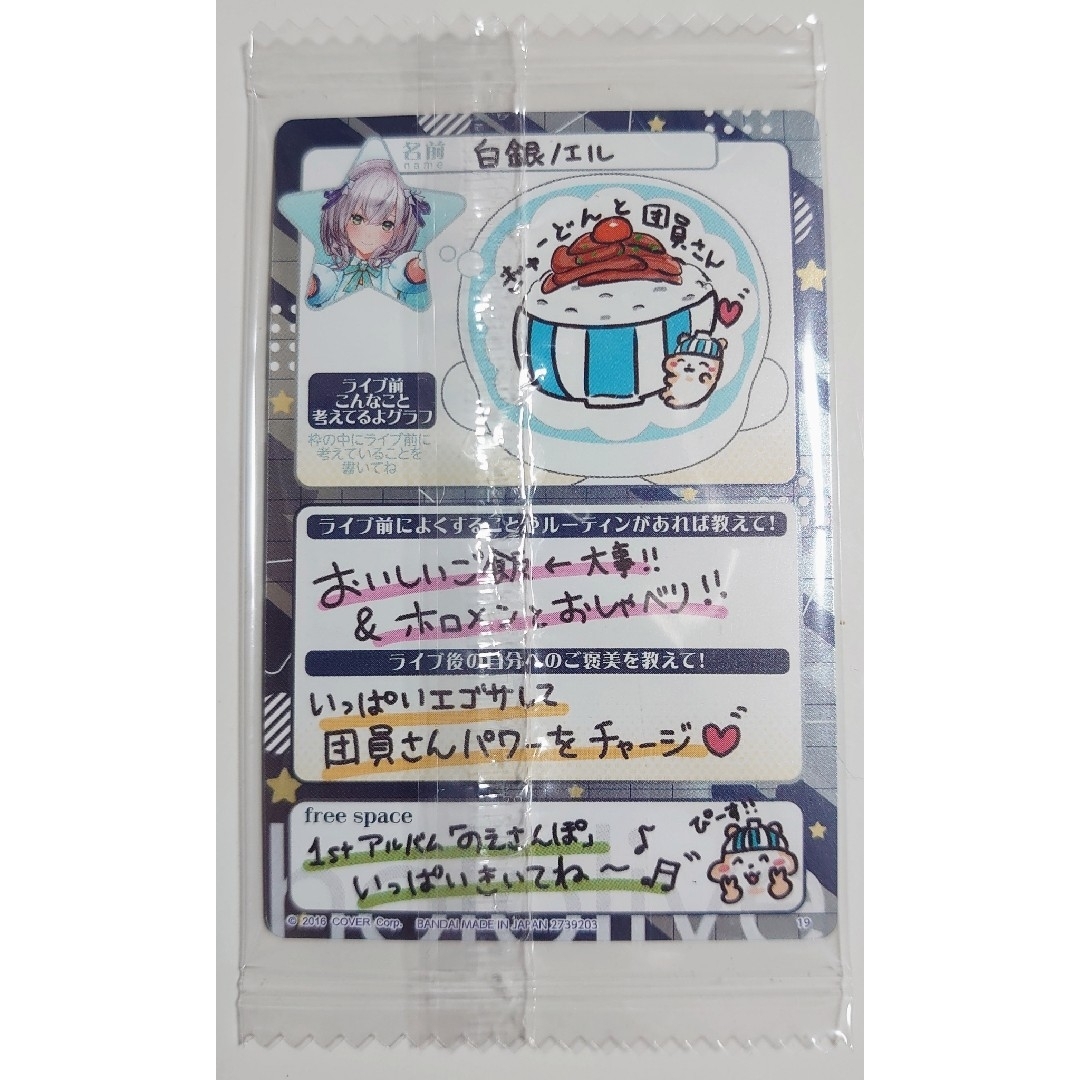 名前
name
白銀ノエル
ぎゅーどんと団員さん
ライブ前
こんなこと
考えてるよグラフ
枠の中にライブ前に
考えていることを
書いてね
ライブ前によくすることやルーティンがあれば教えて!
おいしいご飯←大事!!
& ホロメンとおしゃべり!!
ライブ後の自分へのご褒美を教えて!
いっぱいエゴサして
団員さんパワーをチャージ♡
free space
1stアルバム「のえさんぽ」♪
いっぱいきいてね〜♫
ぴーす!!
hololive
© 2016 COVER Corp. BANDAI MADE IN JAPAN 2739203
19